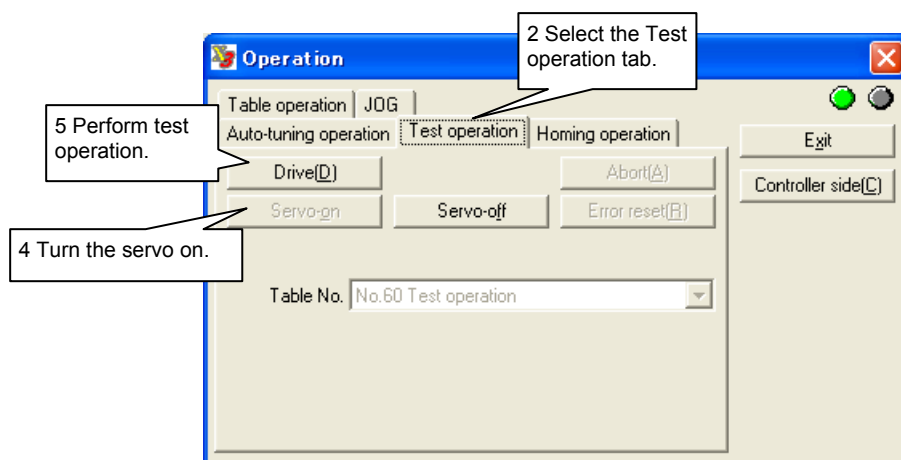 2 Select the Test
operation tab.
Operation
Table operation JOG
5 Perform test
operation.
Auto-tuning operation Test operation Homing operation
Exit
Drive(D) Abort(A)
Controller side(C)
Servo-on Servo-off Error reset(R)
4 Turn the servo on.
Table No. No.60 Test operation